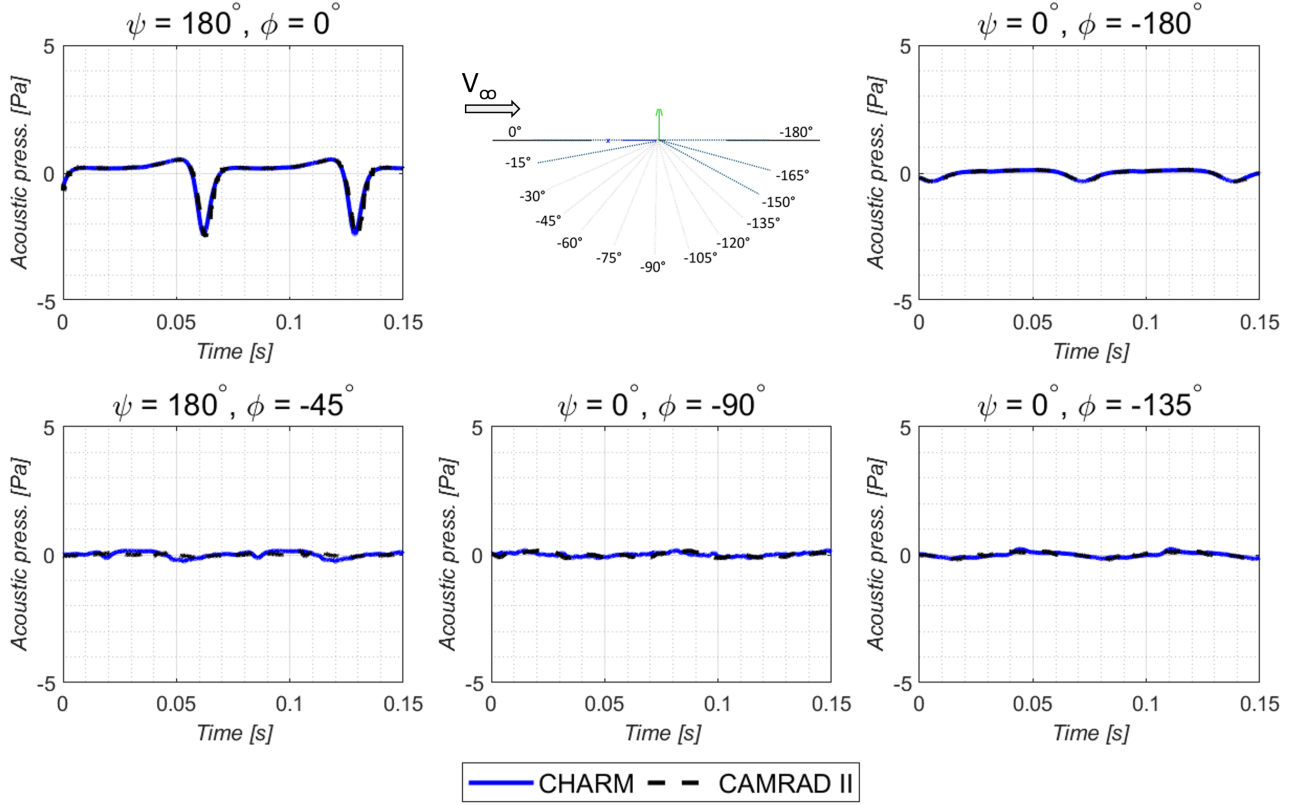 ψ = 180°, ϕ = 0°
5
0
-5
Acoustic press. [Pa]
0 0.05 0.1 0.15
Time [s]
V∞
0° -180°
-15° -165°
-30° -150°
-45° -135°
-60° -120°
-75° -105°
-90°
ψ = 0°, ϕ = -180°
5
0
-5
Acoustic press. [Pa]
0 0.05 0.1 0.15
Time [s]
ψ = 180°, ϕ = -45°
5
0
-5
Acoustic press. [Pa]
0 0.05 0.1 0.15
Time [s]
ψ = 0°, ϕ = -90°
5
0
-5
Acoustic press. [Pa]
0 0.05 0.1 0.15
Time [s]
ψ = 0°, ϕ = -135°
5
0
-5
Acoustic press. [Pa]
0 0.05 0.1 0.15
Time [s]
CHARM CAMRAD II